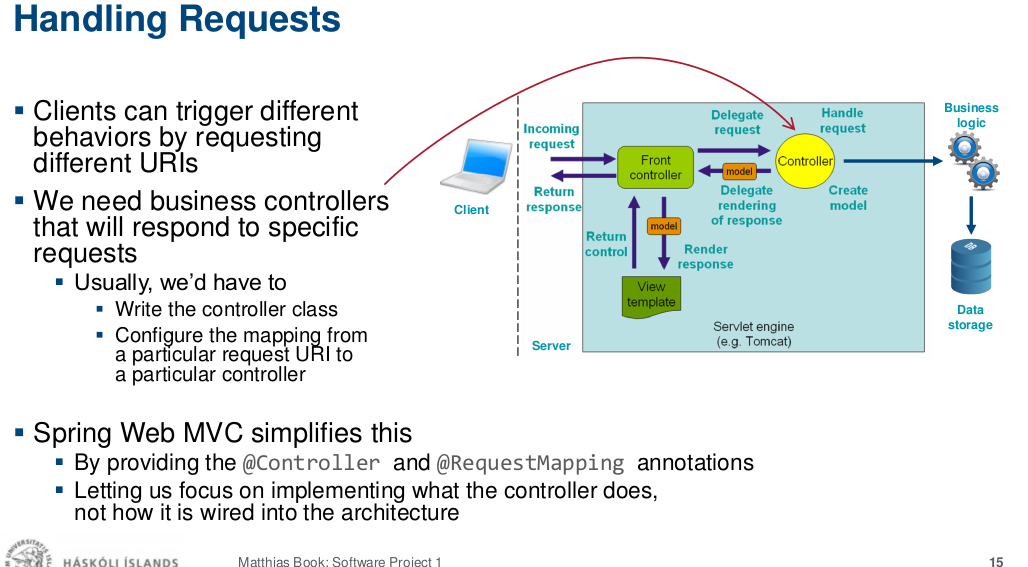 Handling Requests
▪ Clients can trigger different
behaviors by requesting
different URIs
▪ We need business controllers
that will respond to specific
requests
▪ Usually, we’d have to
▪ Write the controller class
▪ Configure the mapping from
a particular request URI to
a particular controller
▪ Spring Web MVC simplifies this
▪ By providing the @Controller and @RequestMapping annotations
▪ Letting us focus on implementing what the controller does,
not how it is wired into the architecture
Client
Incoming
request
Return
response
Server
Front
controller
Delegate
request
model
Delegate
rendering
of response
Controller
Handle
request
Create
model
Return
control
model
Render
response
View
template
Servlet engine
(e.g. Tomcat)
Business
logic
DB
Data
storage
HÁSKÓLI ÍSLANDS
Matthias Book: Software Project 1
15